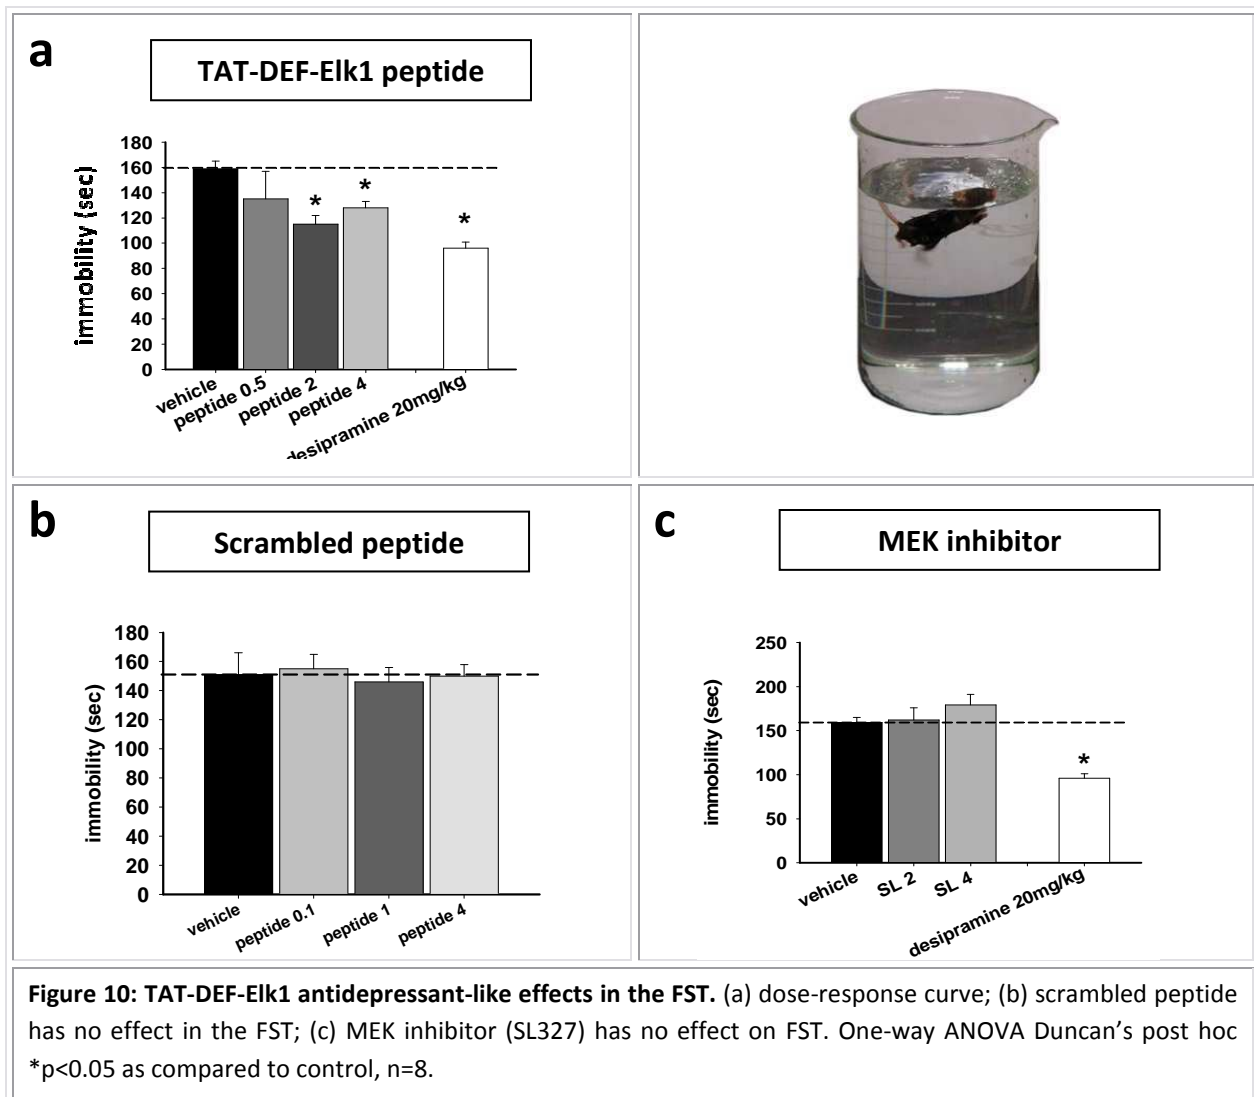 a
TAT-DEF-Elk1 peptide
immobility (sec)
180
160
140
120
100
80
60
40
20
0
*
*
*
vehicle
peptide 0.5
peptide 2
peptide 4
desipramine 20mg/kg
b
Scrambled peptide
immobility (sec)
180
160
140
120
100
80
60
40
20
0
vehicle
peptide 0.1
peptide 1
peptide 4
c
MEK inhibitor
immobility (sec)
250
200
150
100
50
0
*
vehicle
SL 2
SL 4
desipramine 20mg/kg
Figure 10: TAT-DEF-Elk1 antidepressant-like effects in the FST. (a) dose-response curve; (b) scrambled peptide
has no effect in the FST; (c) MEK inhibitor (SL327) has no effect on FST. One-way ANOVA Duncan’s post hoc
*p<0.05 as compared to control, n=8.